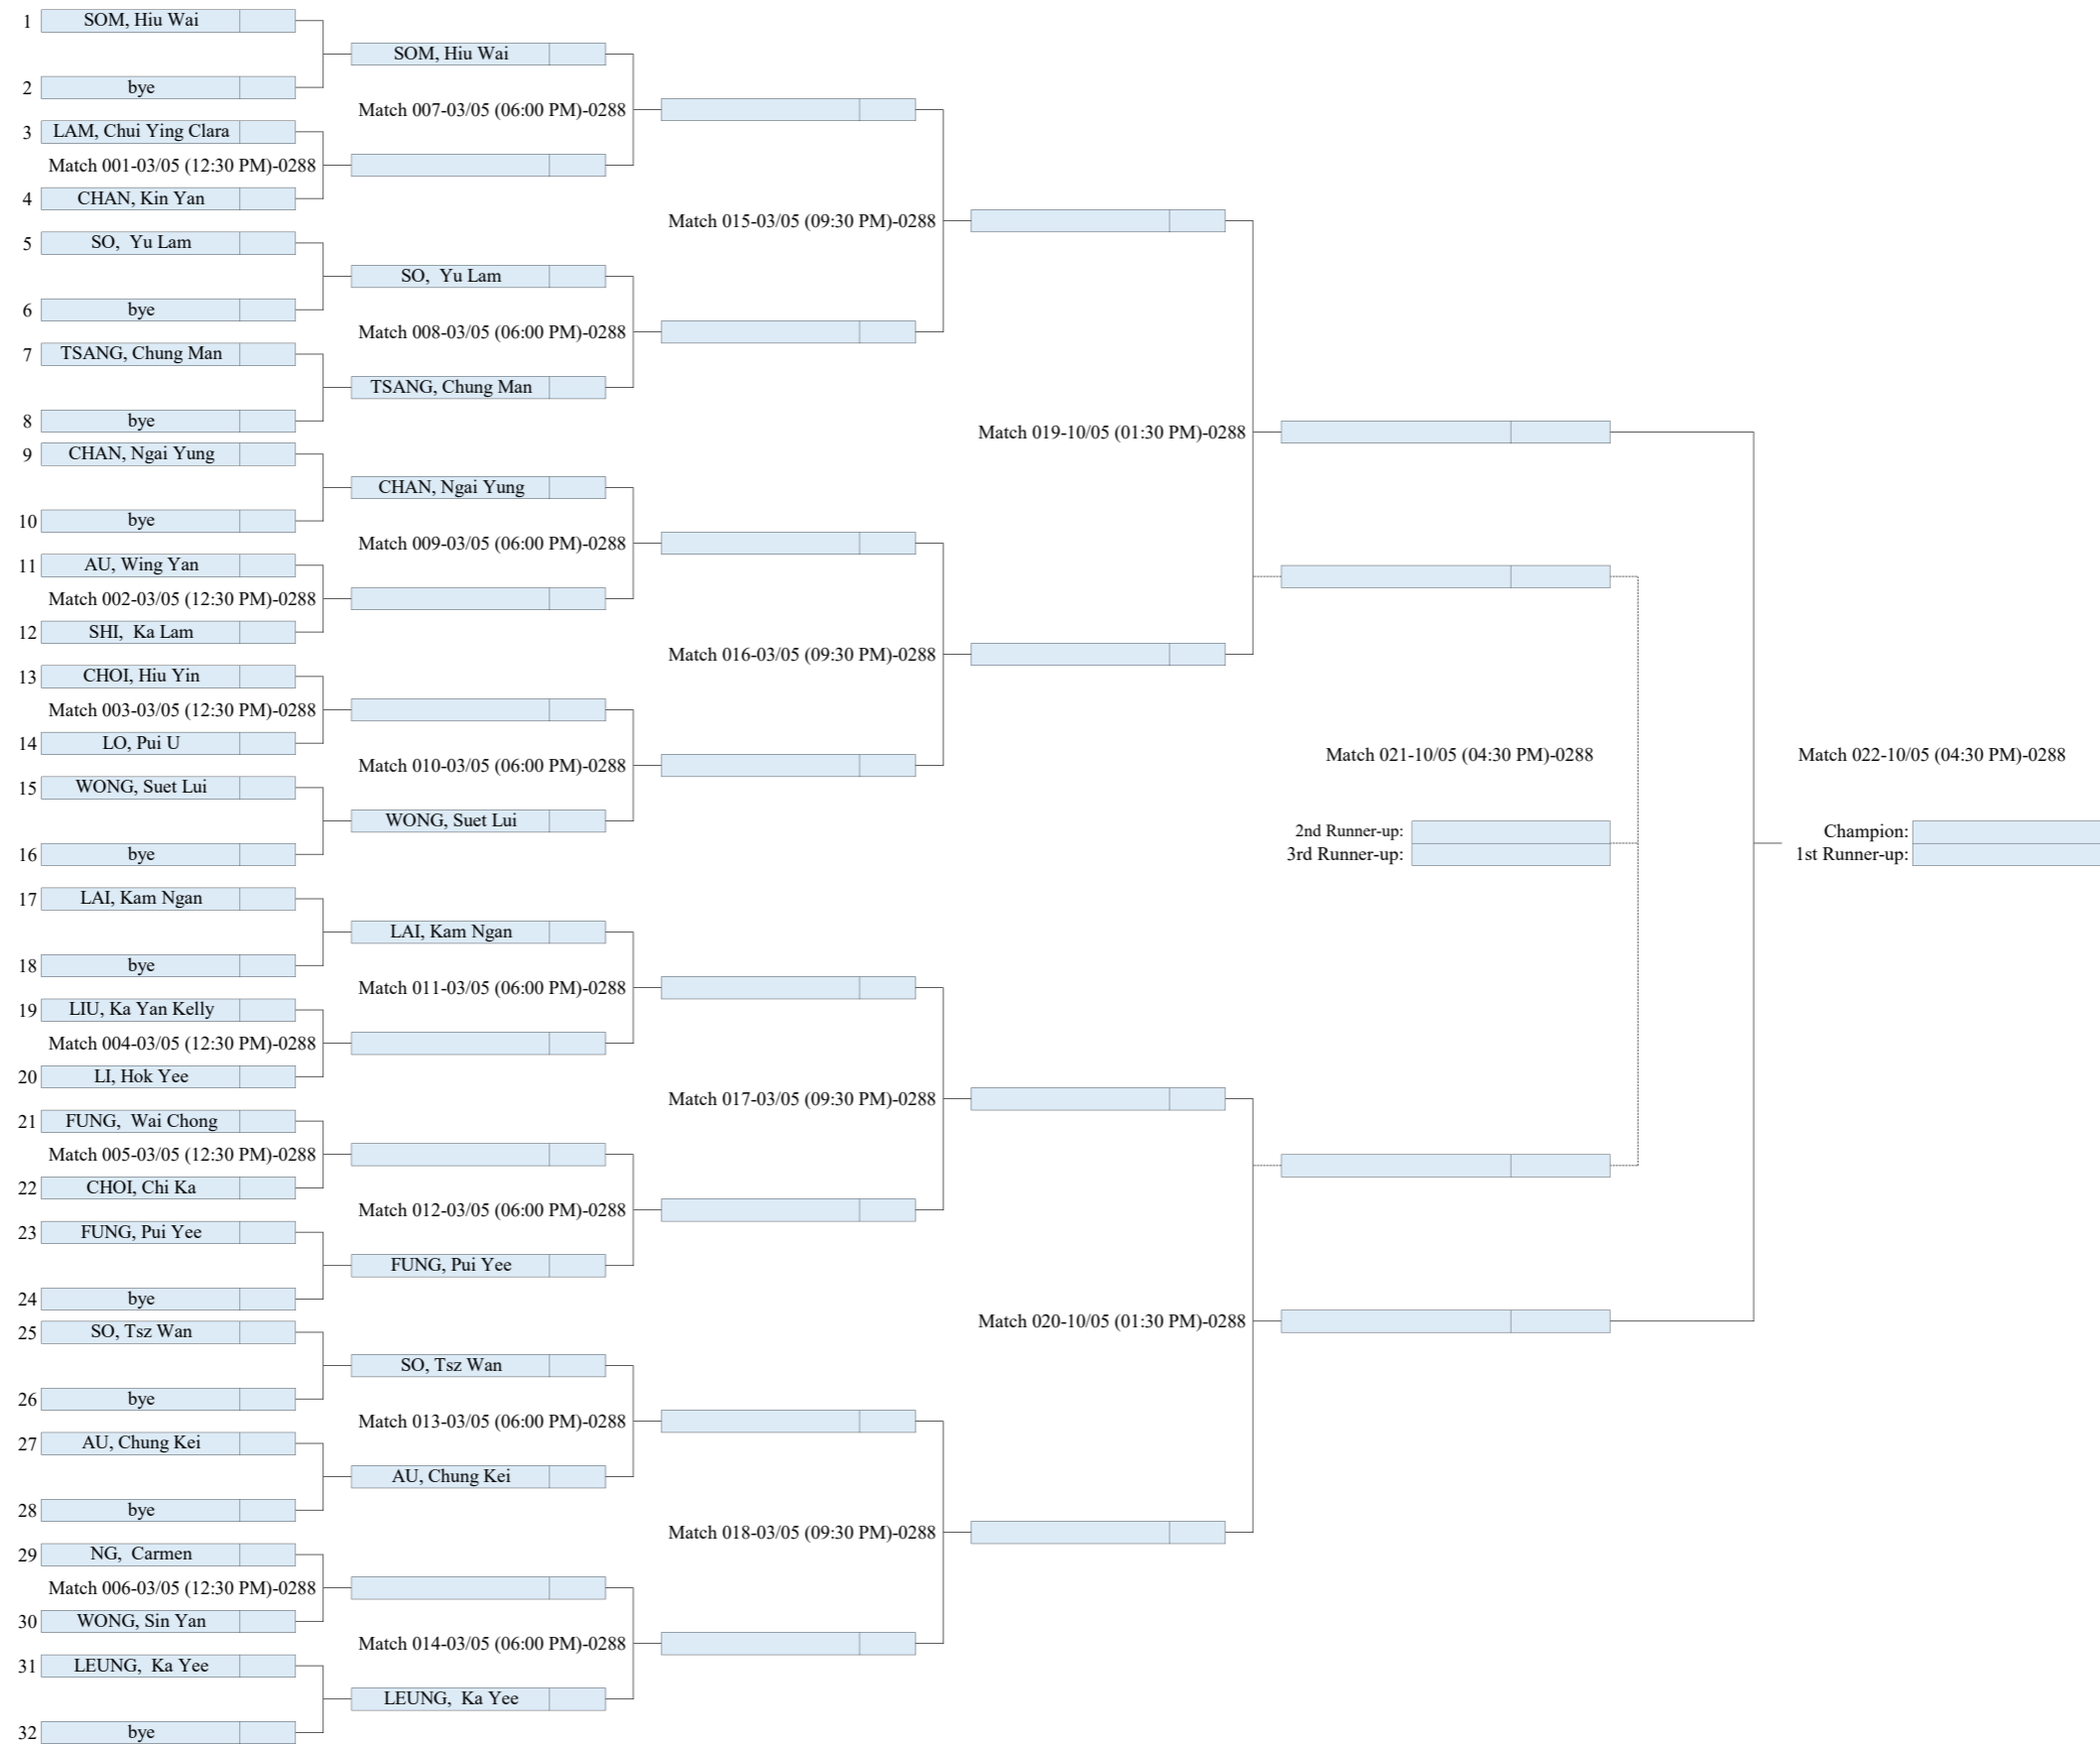 1 SOM, Hiu Wai
SOM, Hiu Wai
2 bye
Match 007-03/05 (06:00 PM)-0288
3 LAM, Chui Ying Clara
Match 001-03/05 (12:30 PM)-0288
4 CHAN, Kin Yan
Match 015-03/05 (09:30 PM)-0288
5 SO, Yu Lam
SO, Yu Lam
6 bye
Match 008-03/05 (06:00 PM)-0288
7 TSANG, Chung Man
TSANG, Chung Man
8 bye
Match 019-10/05 (01:30 PM)-0288
9 CHAN, Ngai Yung
CHAN, Ngai Yung
10 bye
Match 009-03/05 (06:00 PM)-0288
11 AU, Wing Yan
Match 002-03/05 (12:30 PM)-0288
12 SHI, Ka Lam
Match 016-03/05 (09:30 PM)-0288
13 CHOI, Hiu Yin
Match 003-03/05 (12:30 PM)-0288
14 LO, Pui U
Match 021-10/05 (04:30 PM)-0288
Match 022-10/05 (04:30 PM)-0288
Match 010-03/05 (06:00 PM)-0288
15 WONG, Suet Lui
WONG, Suet Lui
2nd Runner-up:
Champion:
16 bye
3rd Runner-up:
1st Runner-up:
17 LAI, Kam Ngan
LAI, Kam Ngan
18 bye
Match 011-03/05 (06:00 PM)-0288
19 LIU, Ka Yan Kelly
Match 004-03/05 (12:30 PM)-0288
20 LI, Hok Yee
Match 017-03/05 (09:30 PM)-0288
21 FUNG, Wai Chong
Match 005-03/05 (12:30 PM)-0288
22 CHOI, Chi Ka
Match 012-03/05 (06:00 PM)-0288
23 FUNG, Pui Yee
FUNG, Pui Yee
24 bye
Match 020-10/05 (01:30 PM)-0288
25 SO, Tsz Wan
SO, Tsz Wan
26 bye
Match 013-03/05 (06:00 PM)-0288
27 AU, Chung Kei
AU, Chung Kei
28 bye
Match 018-03/05 (09:30 PM)-0288
29 NG, Carmen
Match 006-03/05 (12:30 PM)-0288
30 WONG, Sin Yan
Match 014-03/05 (06:00 PM)-0288
31 LEUNG, Ka Yee
LEUNG, Ka Yee
32 bye